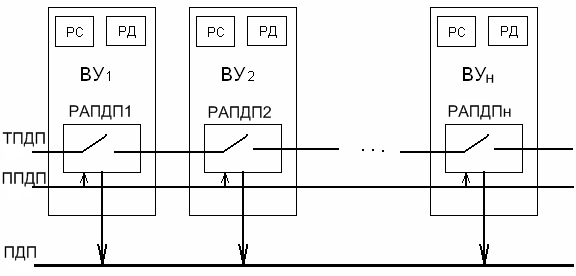 РС РД РС РД РС РД
ВУ1 ВУ2 ВУн
РАПДП1 РАПДП2 РАПДПн
ТПДП
. . .
ППДП
ПДП